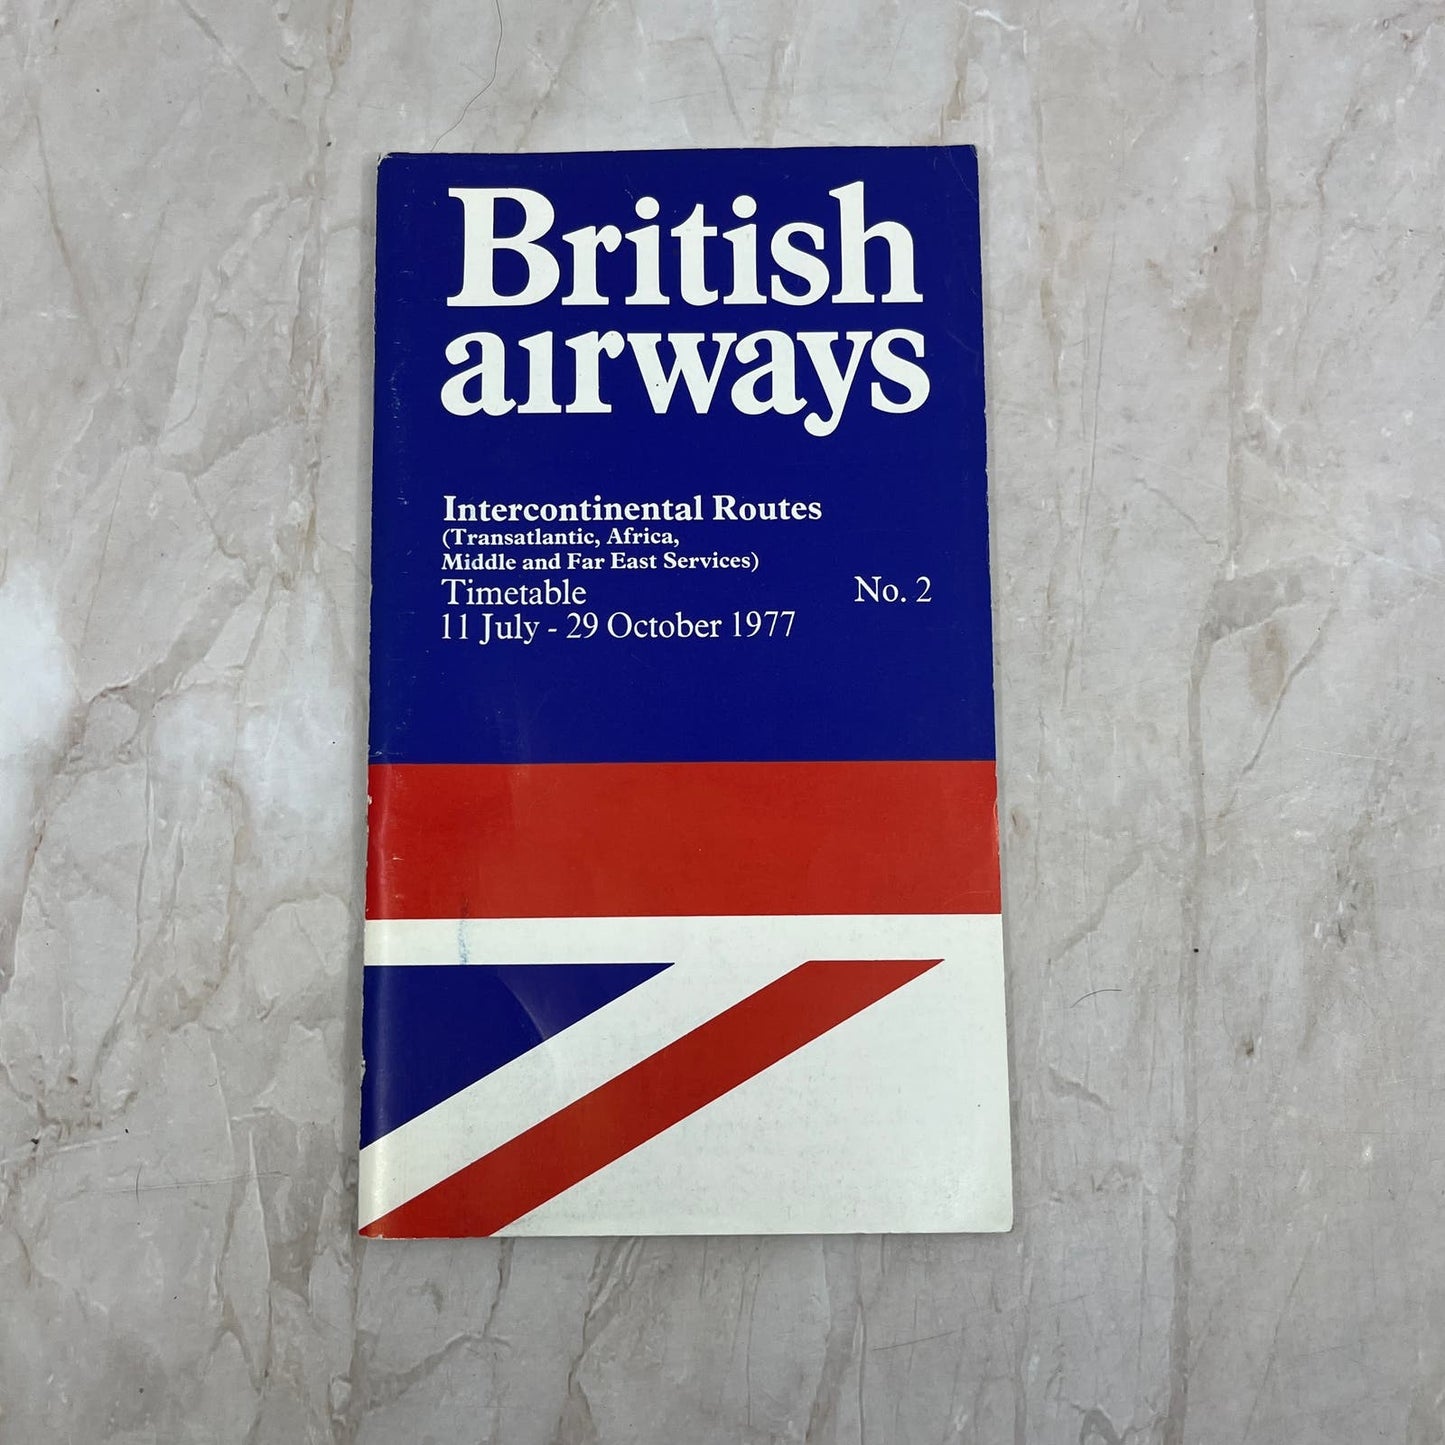 British
airways
Intercontinental Routes
(Transatlantic, Africa,
Middle and Far East Services)
Timetable No. 2
11 July - 29 October 1977